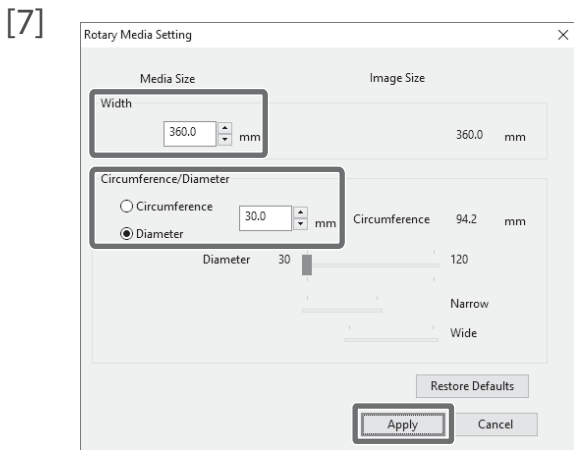 [7]
Rotary Media Setting
Media Size Image Size
Width
360.0 mm 360.0 mm
Circumference/Diameter
Circumference
30.0 mm Circumference 94.2 mm
Diameter
Diameter 30 120
Narrow
Wide
Restore Defaults
Apply Cancel